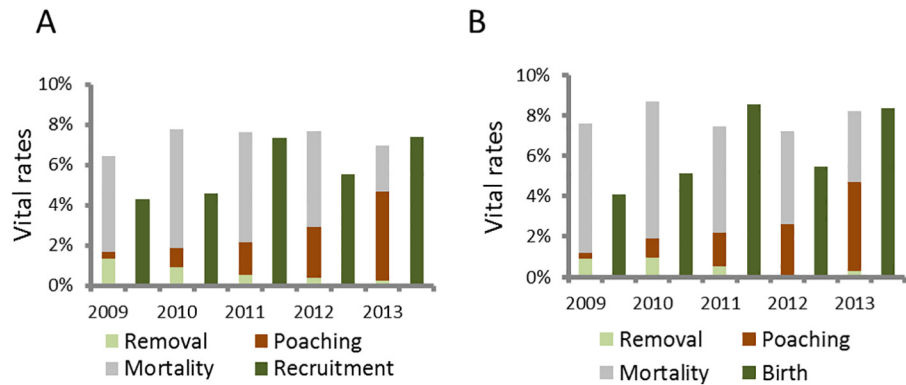 A
Vital rates
10%
8%
6%
4%
2%
0%
2009 2010 2011 2012 2013
Removal Poaching
Mortality Recruitment
B
Vital rates
10%
8%
6%
4%
2%
0%
2009 2010 2011 2012 2013
Removal Poaching
Mortality Birth